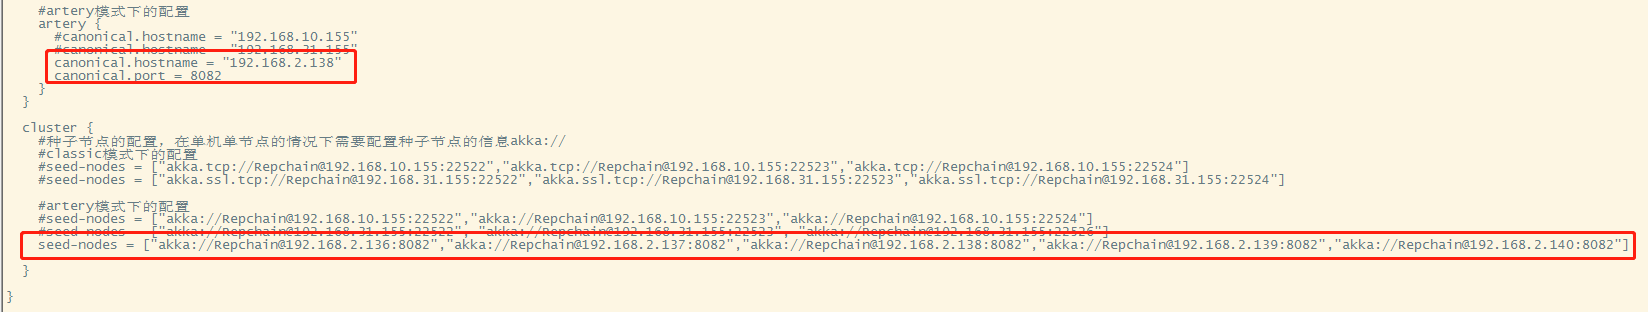 #artery模式下的配置
artery {
#canonical.hostname = "192.168.10.155"
#canonical.hostname = "192.168.31.155"
canonical.hostname = "192.168.2.138"
canonical.port = 8082
}
}
cluster {
#种子节点的配置，在单机单节点的情况下需要配置种子节点的信息akka://
#classic模式下的配置
#seed-nodes = ["akka.tcp://Repchain@192.168.10.155:22522","akka.tcp://Repchain@192.168.10.155:22523","akka.tcp://Repchain@192.168.10.155:22524"]
#seed-nodes = ["akka.ssl.tcp://Repchain@192.168.31.155:22522","akka.ssl.tcp://Repchain@192.168.31.155:22523","akka.ssl.tcp://Repchain@192.168.31.155:22524"]
#artery模式下的配置
#seed-nodes = ["akka://Repchain@192.168.10.155:22522","akka://Repchain@192.168.10.155:22523","akka://Repchain@192.168.10.155:22524"]
#seed-nodes = ["akka://Repchain@192.168.31.155:22522","akka://Repchain@192.168.31.155:22523","akka://Repchain@192.168.31.155:22526"]
seed-nodes = ["akka://Repchain@192.168.2.136:8082","akka://Repchain@192.168.2.137:8082","akka://Repchain@192.168.2.138:8082","akka://Repchain@192.168.2.139:8082","akka://Repchain@192.168.2.140:8082"]
}
}